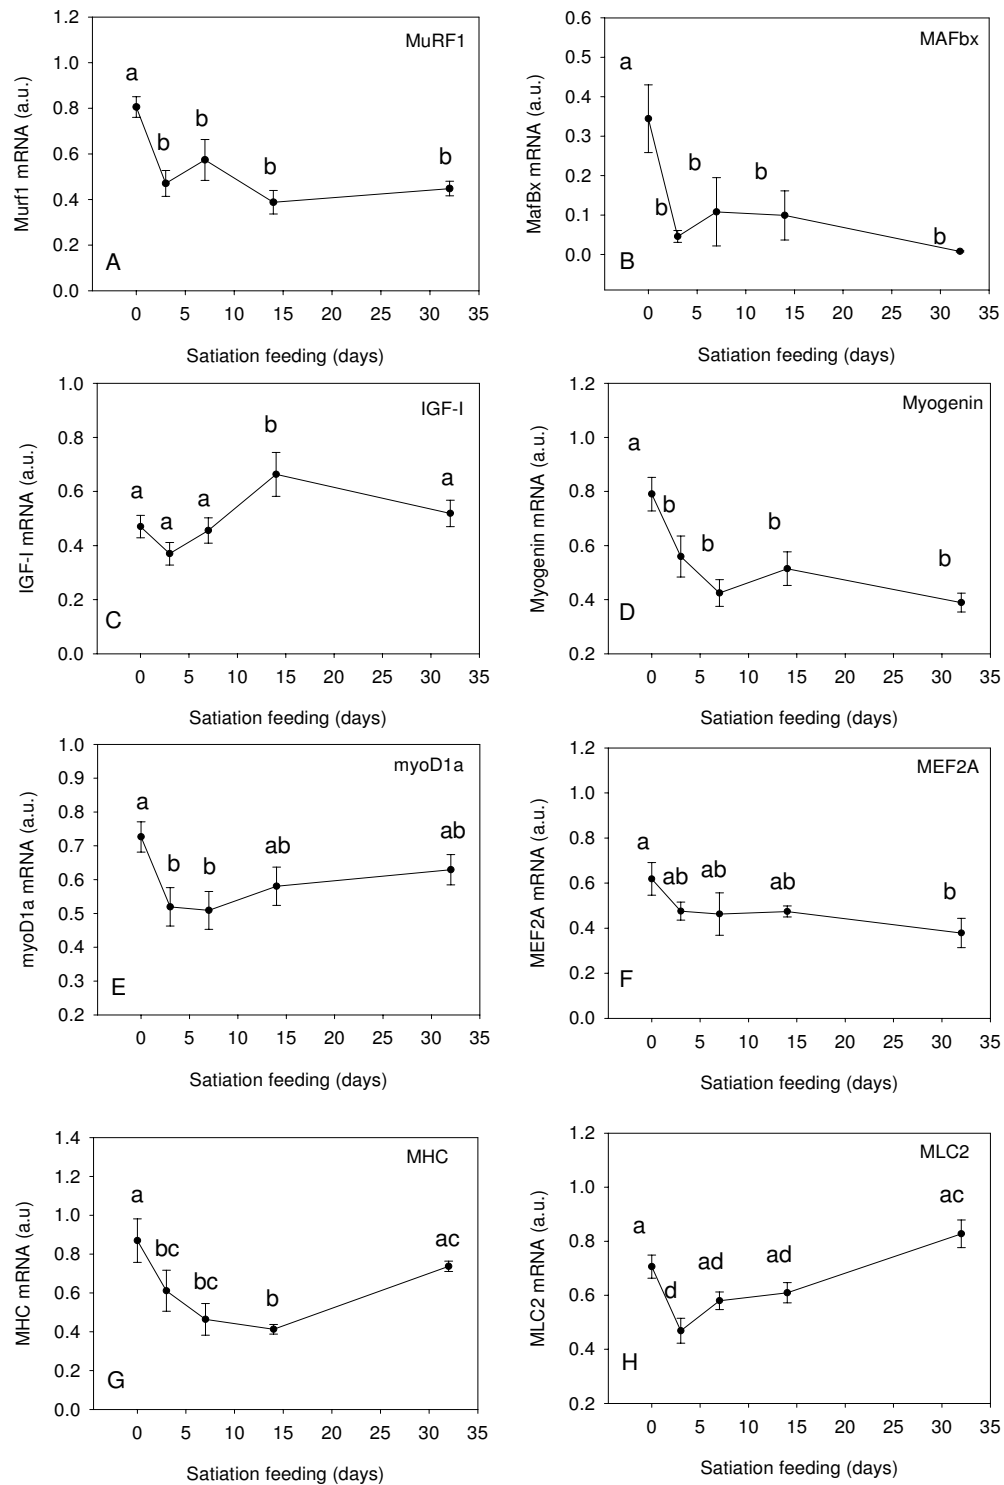 MuRF1
Murf1 mRNA (a.u.)
1.2
1.0
0.8
0.6
0.4
0.2
0.0
a
b
b
b
b
A
0 5 10 15 20 25 30 35
Satiation feeding (days)
MAFbx
MafBx mRNA (a.u.)
0.6
0.5
0.4
0.3
0.2
0.1
0.0
a
b
b
b
b
B
0 5 10 15 20 25 30 35
Satiation feeding (days)
IGF-I
IGF-I mRNA (a.u.)
1.0
0.8
0.6
0.4
0.2
0.0
a
a
a
b
a
C
0 5 10 15 20 25 30 35
Satiation feeding (days)
Myogenin
Myogenin mRNA (a.u.)
1.2
1.0
0.8
0.6
0.4
0.2
a
b
b
b
b
D
0 5 10 15 20 25 30 35
Satiation feeding (days)
myoD1a
myoD1a mRNA (a.u.)
1.0
0.9
0.8
0.7
0.6
0.5
0.4
0.3
0.2
a
b
b
ab
ab
E
0 5 10 15 20 25 30 35
Satiation feeding (days)
MEF2A
MEF2A mRNA (a.u.)
1.2
1.0
0.8
0.6
0.4
0.2
0.0
a
ab
ab
ab
b
F
0 5 10 15 20 25 30 35
Satiation feeding (days)
MHC
MHC mRNA (a.u)
1.4
1.2
1.0
0.8
0.6
0.4
0.2
0.0
a
bc
bc
b
ac
G
0 5 10 15 20 25 30 35
Satiation feeding (days)
MLC2
MLC2 mRNA (a.u.)
1.2
1.0
0.8
0.6
0.4
0.2
a
d
ad
ad
ac
H
0 5 10 15 20 25 30 35
Satiation feeding (days)